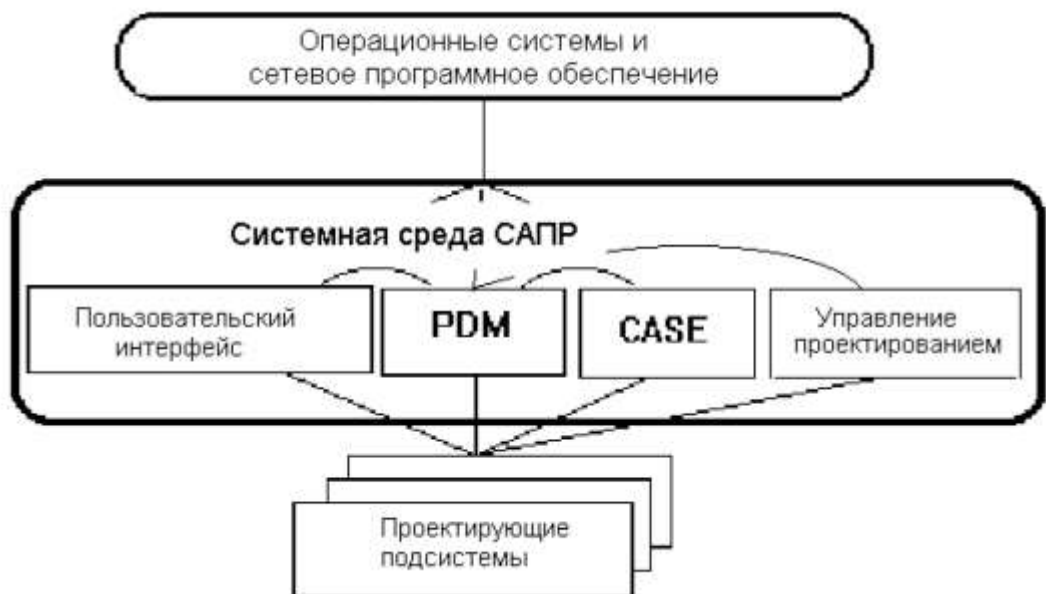 Операционные системы и
сетевое программное обеспечение
Системная среда САПР
Пользовательский
интерфейс
PDM
CASE
Управление
проектированием
Проектирующие
подсистемы